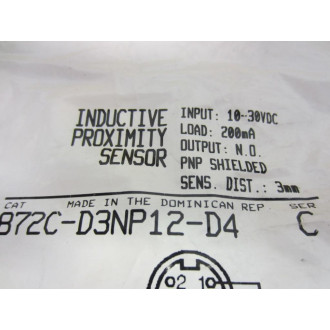 INDUCTIVE
PROXIMITY
SENSOR
INPUT: 10-30VDC
LOAD: 200mA
OUTPUT: N.O.
PNP SHIELDED
SENS. DIST.: 3mm
CAT MADE IN THE DOMINICAN REP. SER
872C-D3NP12-D4 C
2 1